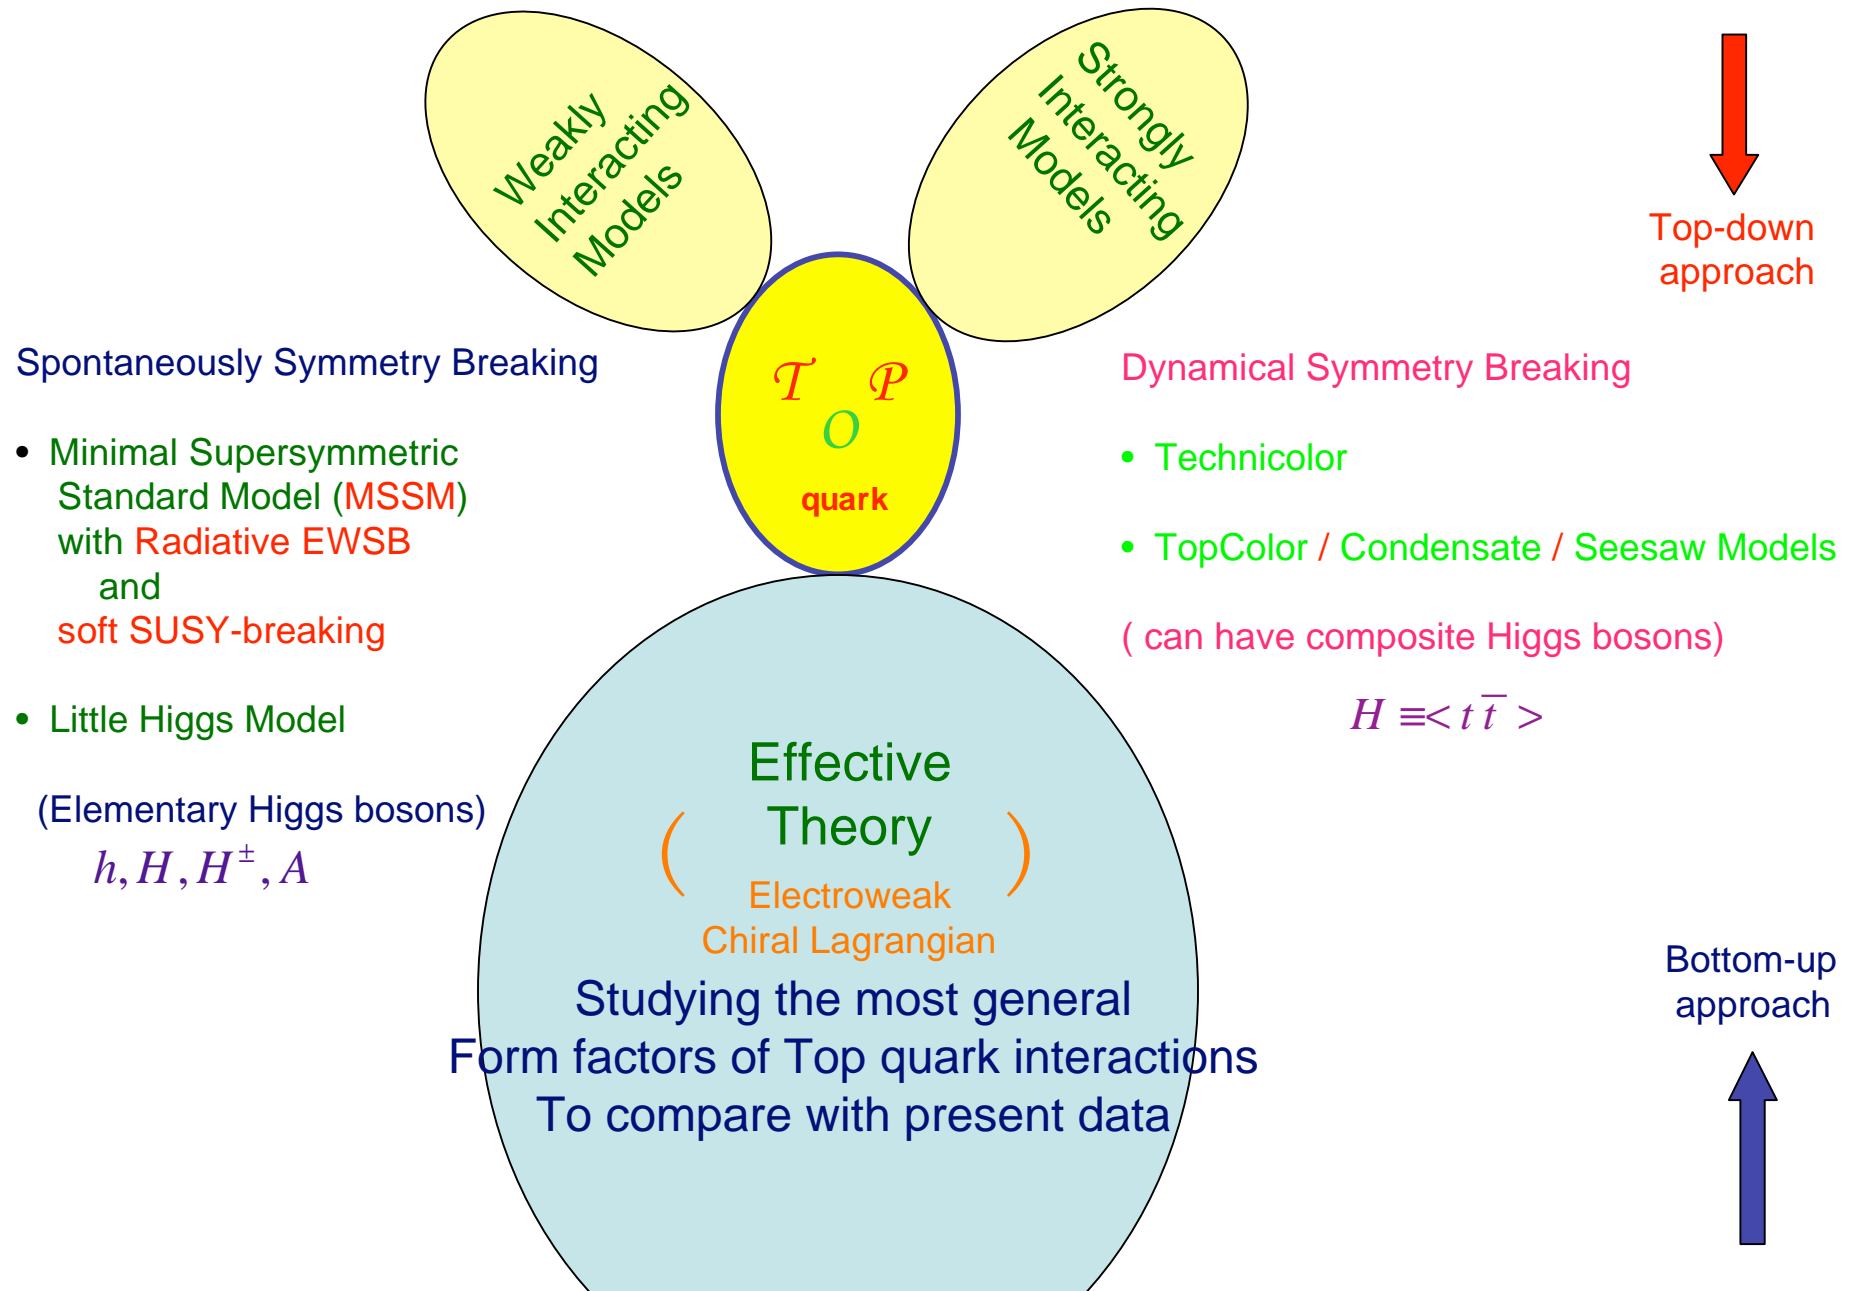 Weakly
Interacting
Models
Strongly
Interacting
Models
Top-down
approach
T P
O
quark
Spontaneously Symmetry Breaking
• Minimal Supersymmetric
Standard Model (MSSM)
with Radiative EWSB
and
soft SUSY-breaking
• Little Higgs Model
(Elementary Higgs bosons)
h, H, H±, A
Dynamical Symmetry Breaking
• Technicolor
• TopColor / Condensate / Seesaw Models
( can have composite Higgs bosons)
H ≡< t t̅ >
Effective
Theory
( )
Electroweak
Chiral Lagrangian
Studying the most general
Form factors of Top quark interactions
To compare with present data
Bottom-up
approach